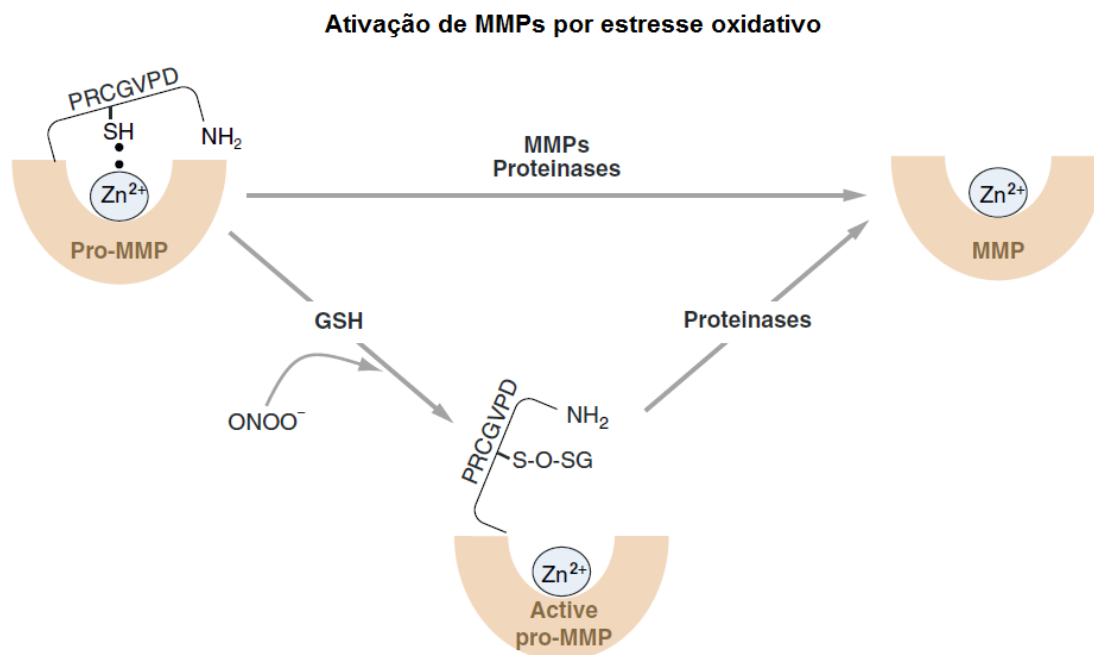 Ativação de MMPs por estresse oxidativo
PRCGVPD
SH
NH₂
Zn²⁺
Pro-MMP
MMPs
Proteinases
Zn²⁺
MMP
GSH
Proteinases
ONOO⁻
PRCGVPD
NH₂
S-O-SG
Zn²⁺
Active
pro-MMP